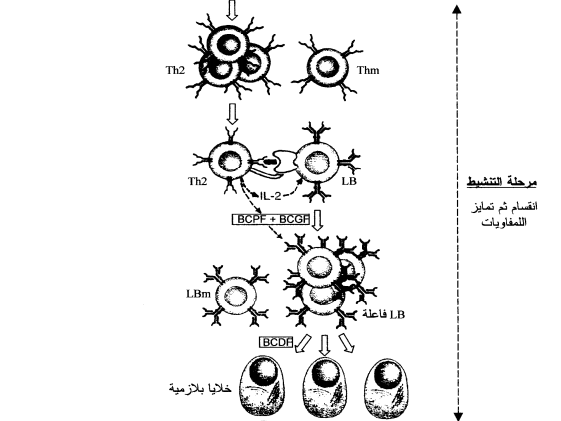 Th2
Thm
Th2
LB
IL-2
مرحلة التنشيط
انقسام ثم تمايز
اللمفاويات
BCPF + BCGF
LBm
LB فاعلة
BCDF
خلايا بلازمية